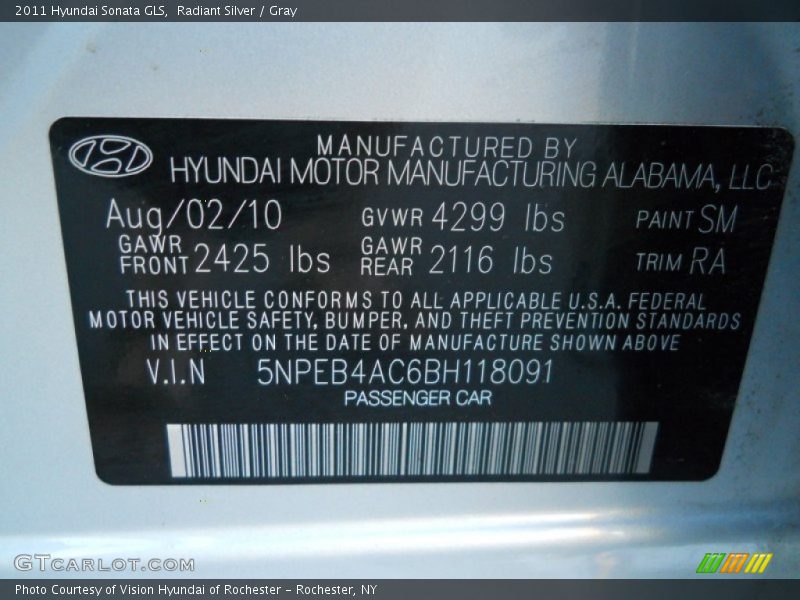 2011 Hyundai Sonata GLS, Radiant Silver / Gray
MANUFACTURED BY
HYUNDAI MOTOR MANUFACTURING ALABAMA, LLC
Aug/02/10 GVWR 4299 lbs PAINT SM
GAWR FRONT 2425 lbs GAWR REAR 2116 lbs TRIM RA
THIS VEHICLE CONFORMS TO ALL APPLICABLE U.S.A. FEDERAL
MOTOR VEHICLE SAFETY, BUMPER, AND THEFT PREVENTION STANDARDS
IN EFFECT ON THE DATE OF MANUFACTURE SHOWN ABOVE
V.I.N 5NPEB4AC6BH118091
PASSENGER CAR
GTCARLOT.COM
Photo Courtesy of Vision Hyundai of Rochester - Rochester, NY